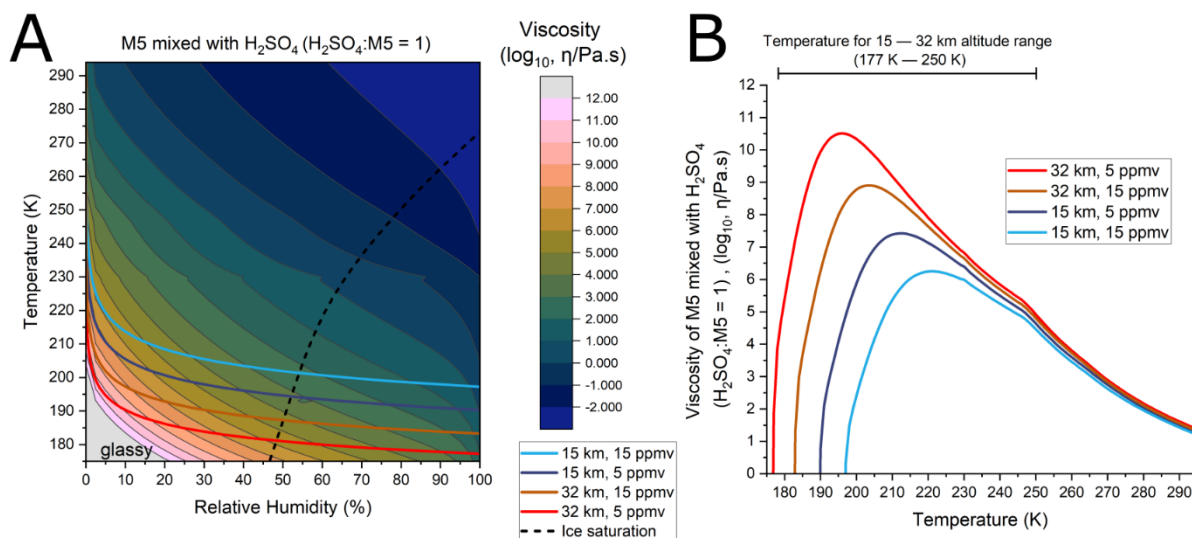 A
M5 mixed with H₂SO₄ (H₂SO₄:M5 = 1)
Temperature (K)
290
280
270
260
250
240
230
220
210
200
190
180
glassy
0 10 20 30 40 50 60 70 80 90 100
Relative Humidity (%)
Viscosity
(log₁₀, η/Pa.s)
12.00
11.00
10.00
9.000
8.000
7.000
6.000
5.000
4.000
3.000
2.000
1.000
0.000
-1.000
-2.000
15 km, 15 ppmv
15 km, 5 ppmv
32 km, 15 ppmv
32 km, 5 ppmv
Ice saturation
B
Temperature for 15 — 32 km altitude range
(177 K — 250 K)
Viscosity of M5 mixed with H₂SO₄
(H₂SO₄:M5 = 1) , (log₁₀, η/Pa.s)
12
11
10
9
8
7
6
5
4
3
2
1
0
32 km, 5 ppmv
32 km, 15 ppmv
15 km, 5 ppmv
15 km, 15 ppmv
180 190 200 210 220 230 240 250 260 270 280 290
Temperature (K)